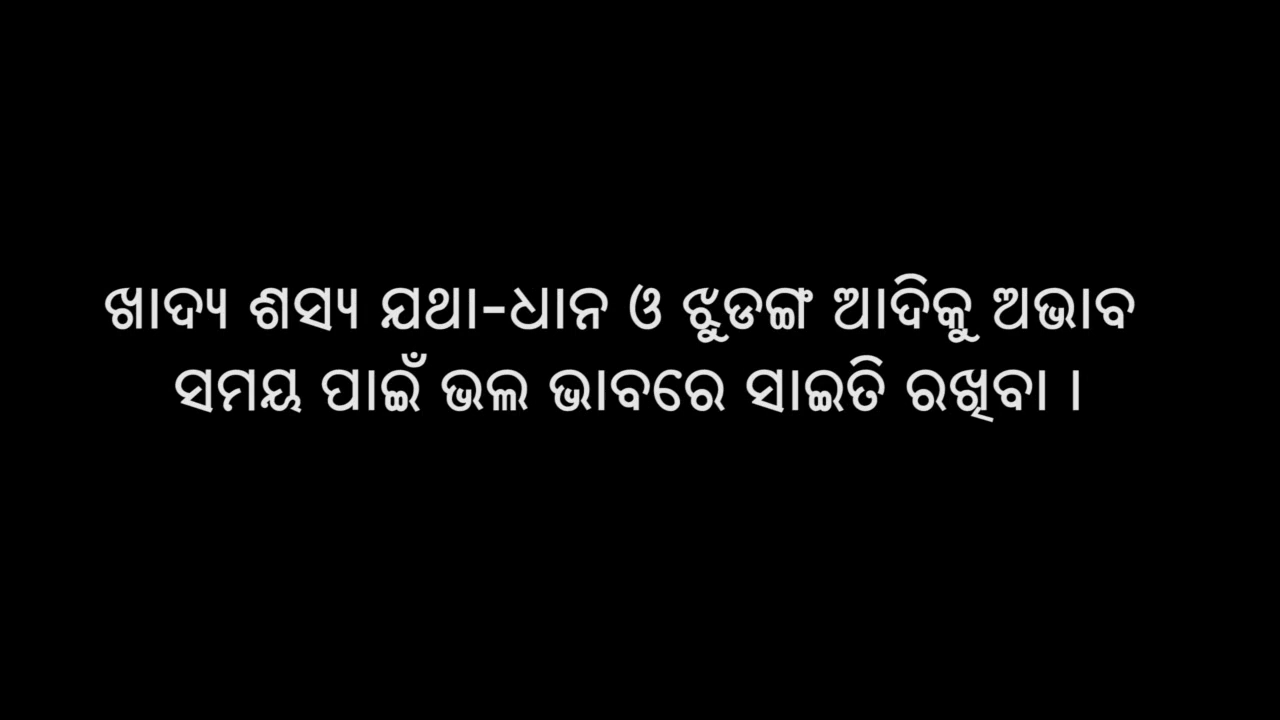 ଖାଦ୍ୟ ଶସ୍ୟ ଯଥା-ଧାନ ଓ ଝୁଡଙ୍ଗ ଆଦିକୁ ଅଭାବ
ସମୟ ପାଇଁ ଭଲ ଭାବରେ ସାଇତି ରଖିବା ।